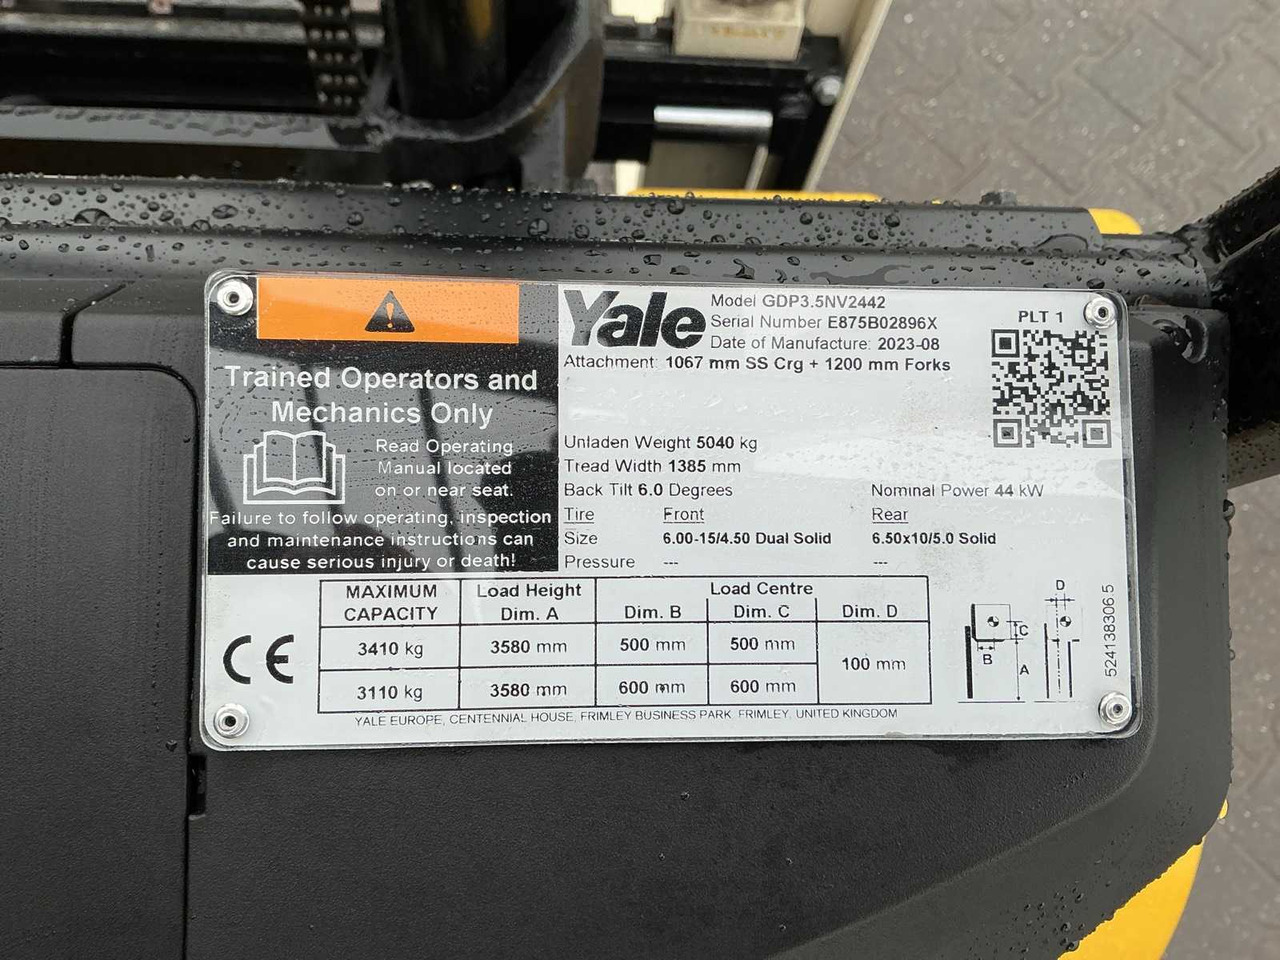 Trained Operators and
Mechanics Only
Read Operating
Manual located
on or near seat.
Failure to follow operating, inspection
and maintenance instructions can
cause serious injury or death!
Yale
Model GDP3.5NV2442
Serial Number E875B02896X
Date of Manufacture: 2023-08
Attachment: 1067 mm SS Crg + 1200 mm Forks
PLT 1
Unladen Weight 5040 kg
Tread Width 1385 mm
Back Tilt 6.0 Degrees Nominal Power 44 kW
Tire Front Rear
Size 6.00-15/4.50 Dual Solid 6.50x10/5.0 Solid
Pressure --- ---
MAXIMUM CAPACITY Load Height Dim. A Load Centre Dim. B Dim. C Dim. D
3410 kg 3580 mm 500 mm 500 mm 100 mm
3110 kg 3580 mm 600 mm 600 mm
CE
YALE EUROPE, CENTENNIAL HOUSE, FRIMLEY BUSINESS PARK FRIMLEY, UNITED KINGDOM
D
C
B
A
524138306.5